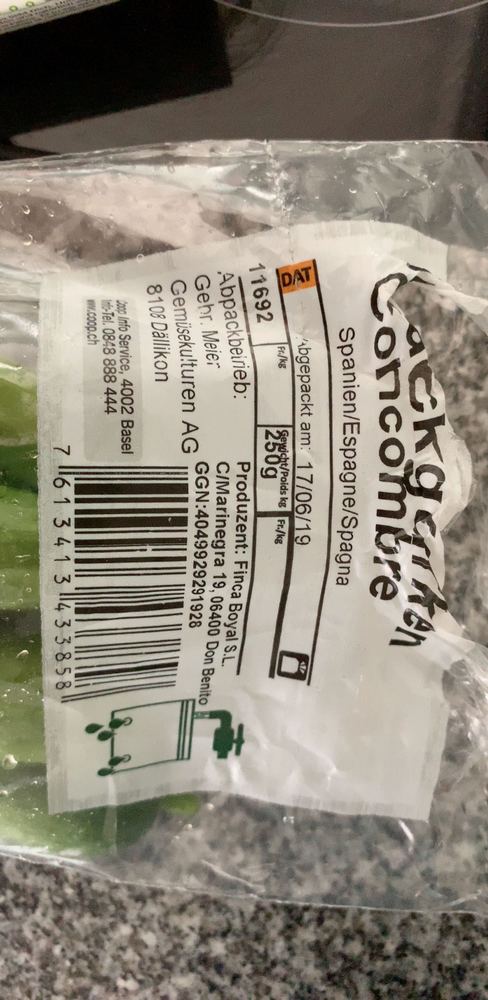 Concombre
Spanien/Espagne/Spagna
DAT
Abgepackt am: 17/06/19
11692
Fr./kg
Gewicht/Poids kg
Fr./kg
250g
Abpackbetrieb:
Gebr. Meier
Gemüsekulturen AG
8108 Dällikon
Produzent: Finca Boyal S.L.
C/Marinegra 19, 06400 Don Benito
GGN:4049929291928
Coop Info Service, 4002 Basel
Info-Tel. 0848 888 444
www.coop.ch
7 613413 433858